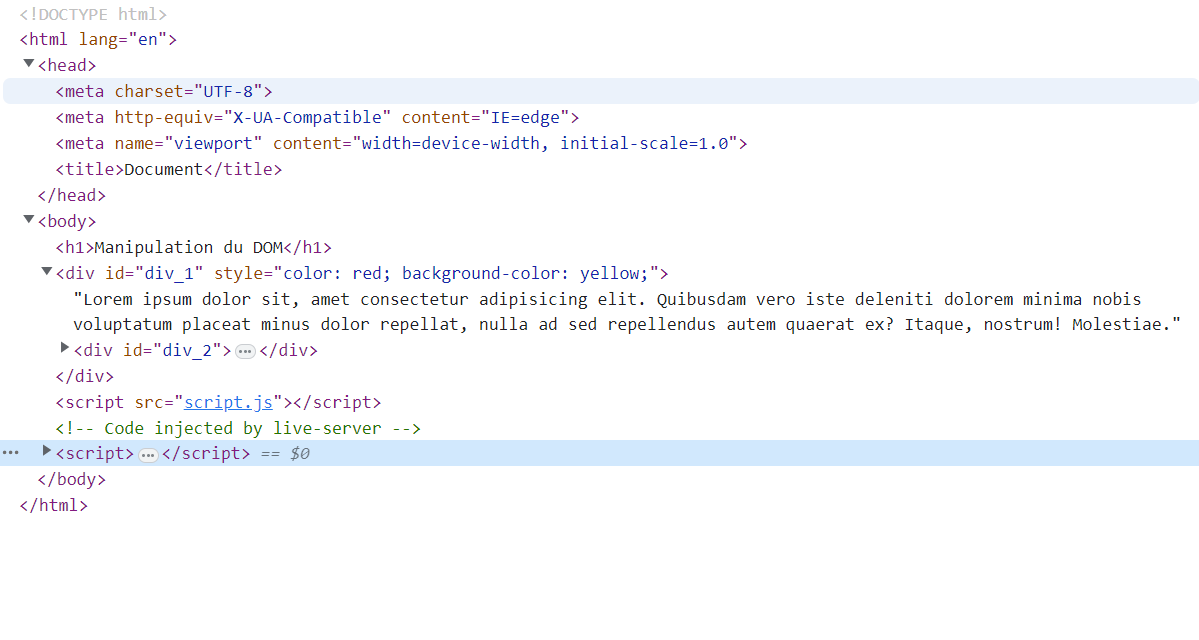 <!DOCTYPE html>
<html lang="en">
<head>
<meta charset="UTF-8">
<meta http-equiv="X-UA-Compatible" content="IE=edge">
<meta name="viewport" content="width=device-width, initial-scale=1.0">
<title>Document</title>
</head>
<body>
<h1>Manipulation du DOM</h1>
<div id="div_1" style="color: red; background-color: yellow;">
"Lorem ipsum dolor sit, amet consectetur adipisicing elit. Quibusdam vero iste deleniti dolorem minima nobis
voluptatum placeat minus dolor repellat, nulla ad sed repellendus autem quaerat ex? Itaque, nostrum! Molestiae."
<div id="div_2">…</div>
</div>
<script src="script.js"></script>
<!-- Code injected by live-server -->
… <script>…</script> == $0
</body>
</html>